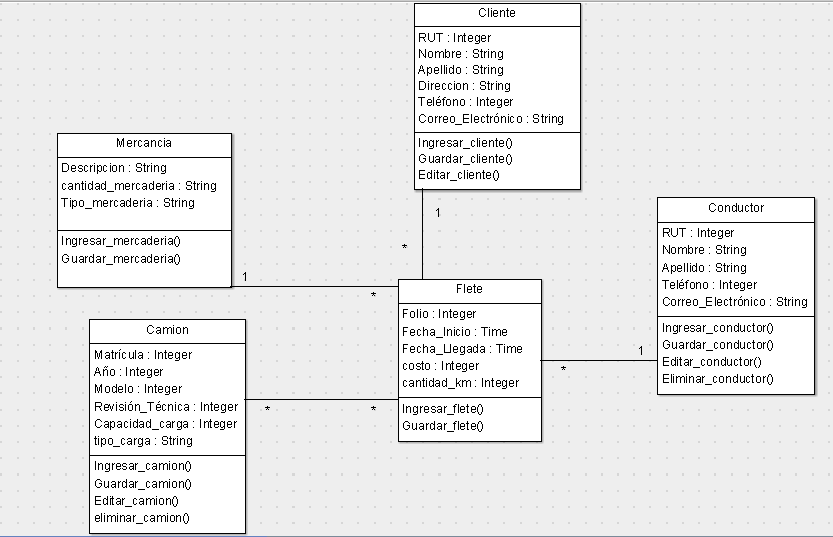 Cliente
RUT : Integer
Nombre : String
Apellido : String
Direccion : String
Teléfono : Integer
Correo_Electrónico : String
Ingresar_cliente()
Guardar_cliente()
Editar_cliente()
1
*
Mercancia
Descripcion : String
cantidad_mercaderia : String
Tipo_mercaderia : String
Ingresar_mercaderia()
Guardar_mercaderia()
1
*
Conductor
RUT : Integer
Nombre : String
Apellido : String
Teléfono : Integer
Correo_Electrónico : String
Ingresar_conductor()
Guardar_conductor()
Editar_conductor()
Eliminar_conductor()
1
*
Flete
Folio : Integer
Fecha_Inicio : Time
Fecha_Llegada : Time
costo : Integer
cantidad_km : Integer
Ingresar_flete()
Guardar_flete()
Camion
Matrícula : Integer
Año : Integer
Modelo : Integer
Revisión_Técnica : Integer
Capacidad_carga : Integer
tipo_carga : String
Ingresar_camion()
Guardar_camion()
Editar_camion()
eliminar_camion()
*
*